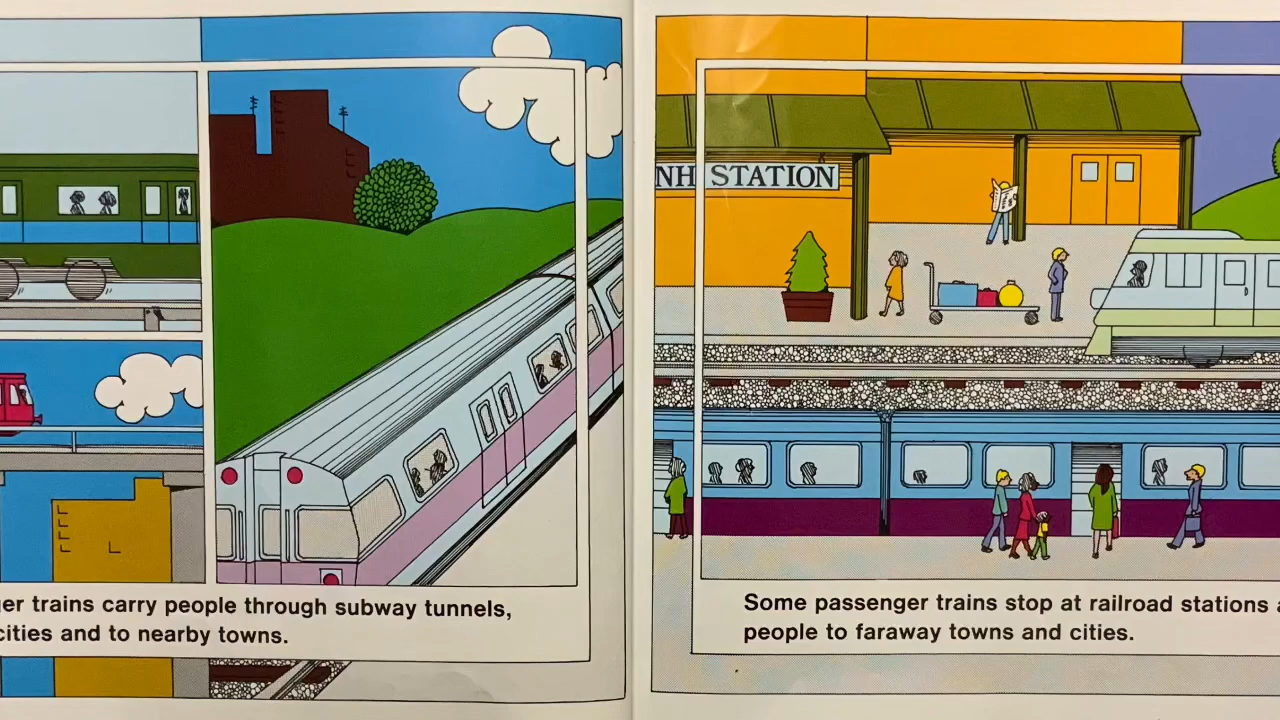 er trains carry people through subway tunnels,
cities and to nearby towns.
NH STATION
Some passenger trains stop at railroad stations
people to faraway towns and cities.